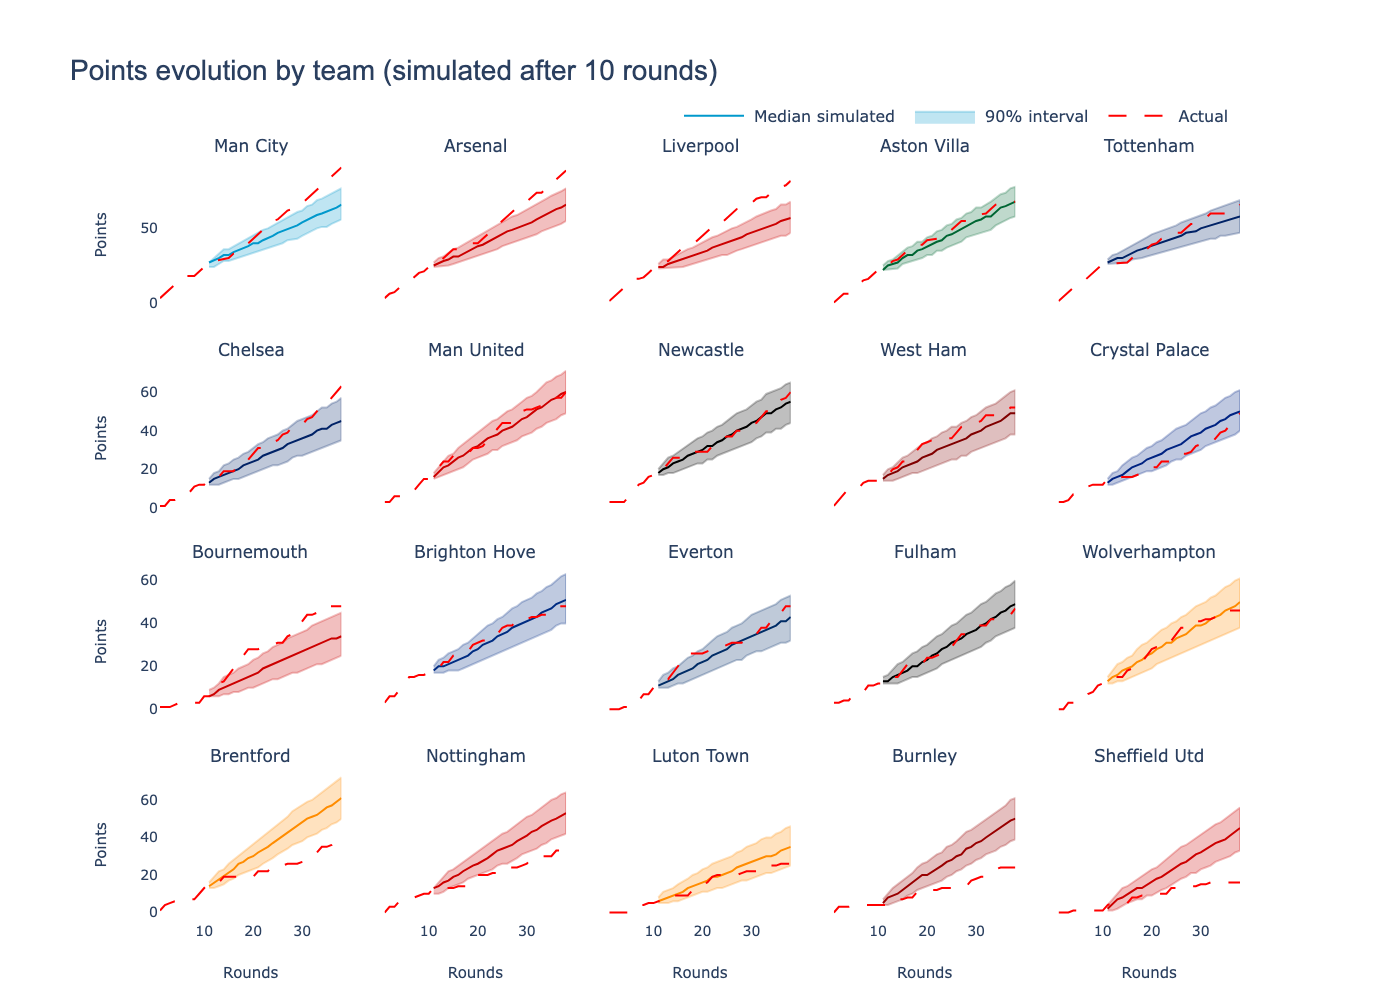 Points evolution by team (simulated after 10 rounds)
Median simulated 90% interval Actual
Man City Arsenal Liverpool Aston Villa Tottenham
Points
50
0
Chelsea Man United Newcastle West Ham Crystal Palace
Points
60
40
20
0
Bournemouth Brighton Hove Everton Fulham Wolverhampton
Points
60
40
20
0
Brentford Nottingham Luton Town Burnley Sheffield Utd
Points
60
40
20
0
10 20 30 10 20 30 10 20 30 10 20 30 10 20 30
Rounds Rounds Rounds Rounds Rounds